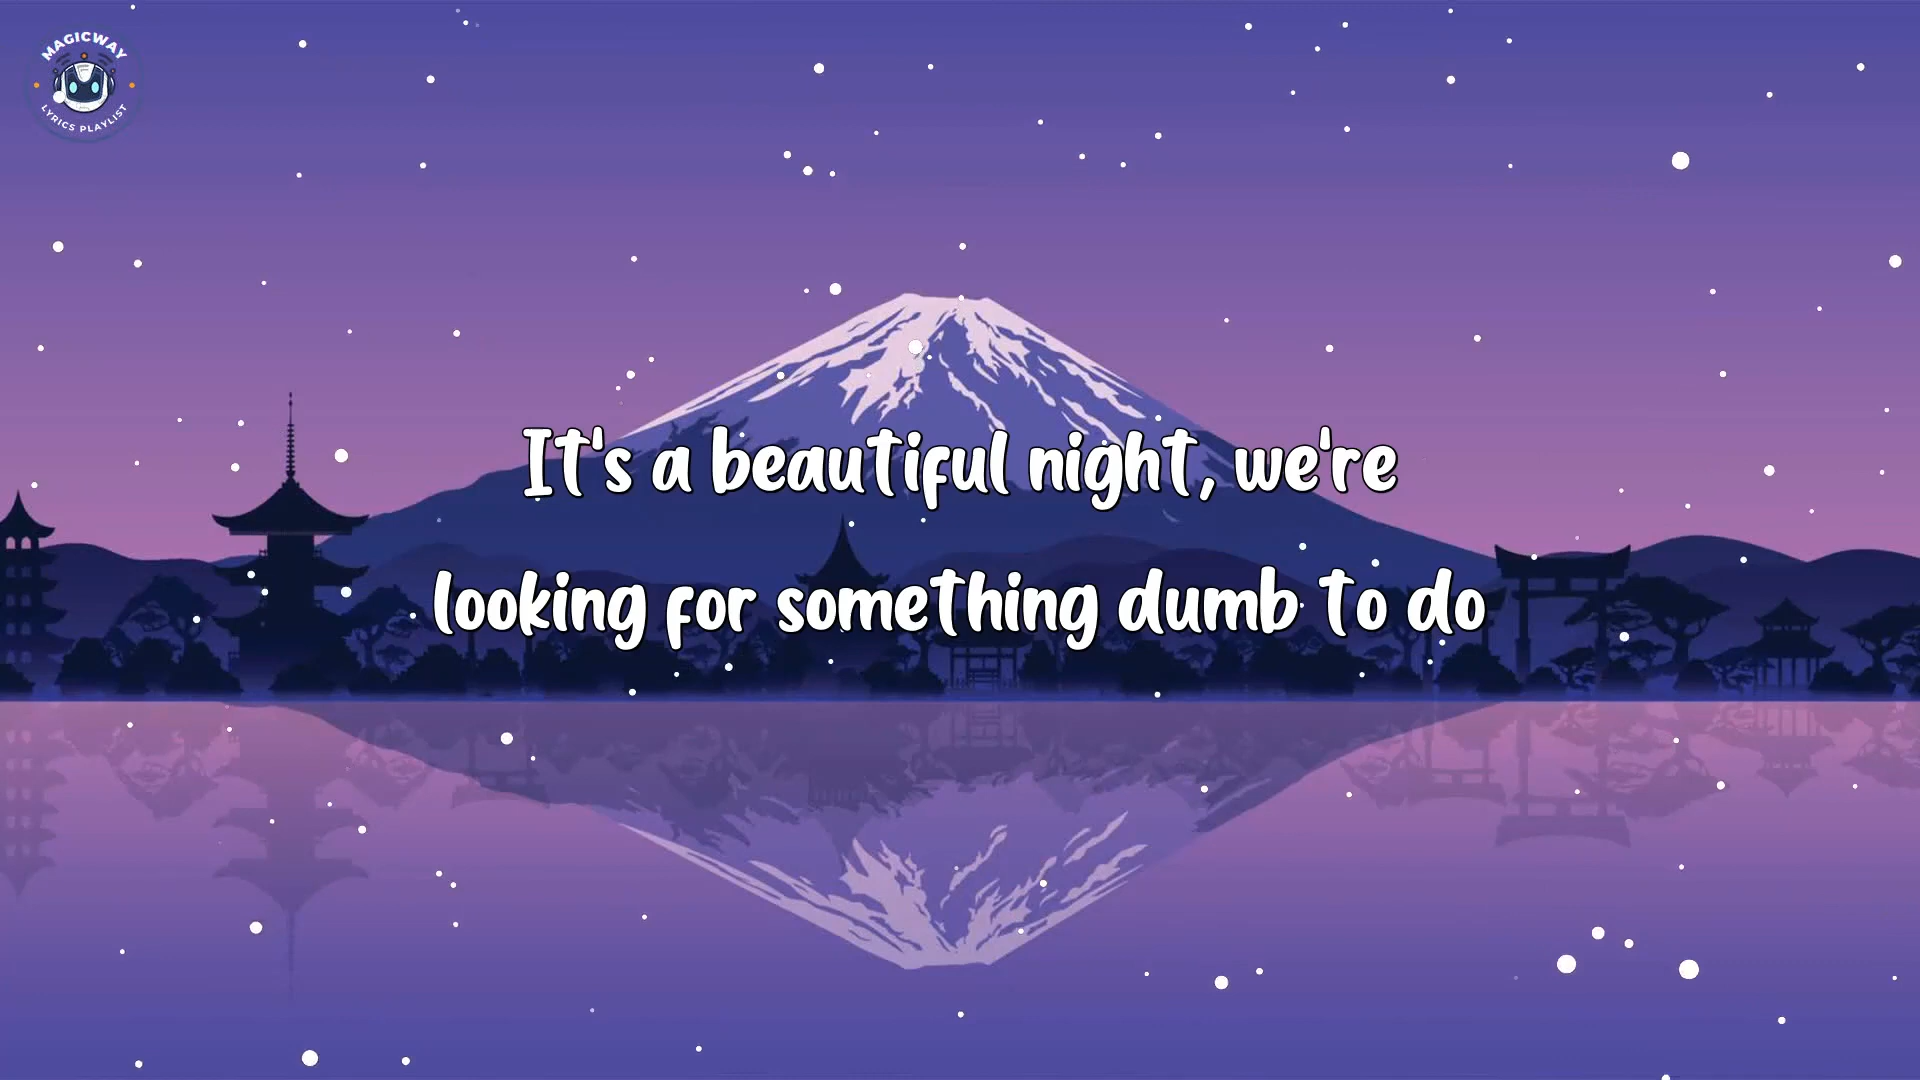 MAGICWAY
LYRICS PLAYLIST
It's a beautiful night, we're
looking for something dumb to do